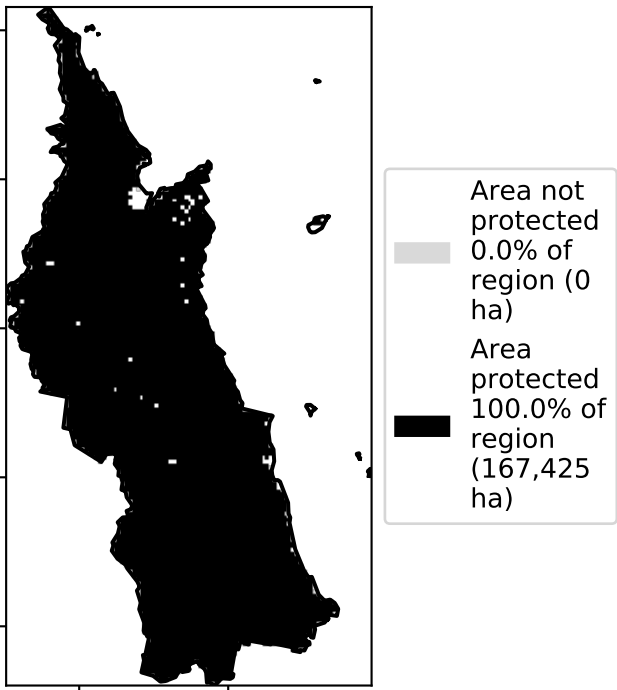 Area not
protected
0.0% of
region (0
ha)
Area
protected
100.0% of
region
(167,425
ha)